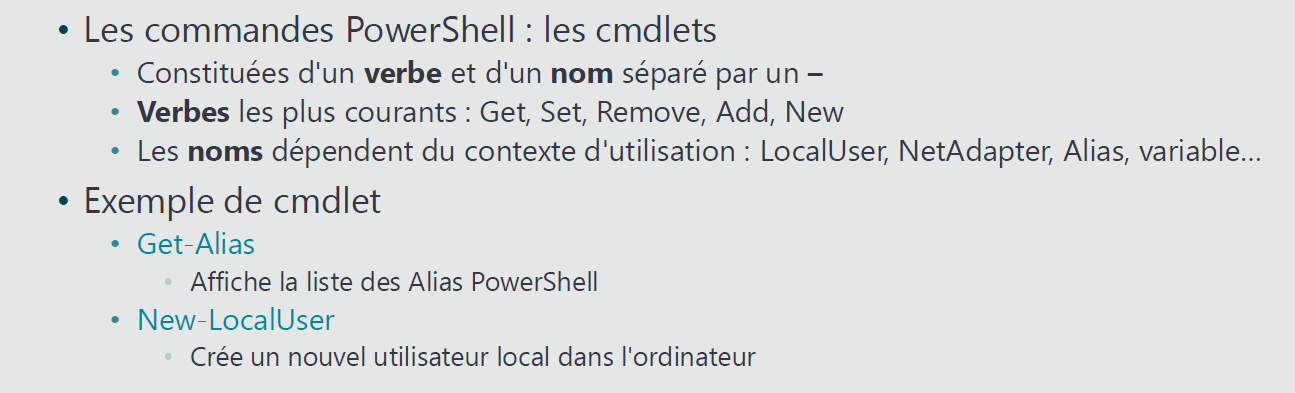 • Les commandes PowerShell : les cmdlets
• Constituées d'un verbe et d'un nom séparé par un –
• Verbes les plus courants : Get, Set, Remove, Add, New
• Les noms dépendent du contexte d'utilisation : LocalUser, NetAdapter, Alias, variable…
• Exemple de cmdlet
• Get-Alias
• Affiche la liste des Alias PowerShell
• New-LocalUser
• Crée un nouvel utilisateur local dans l'ordinateur